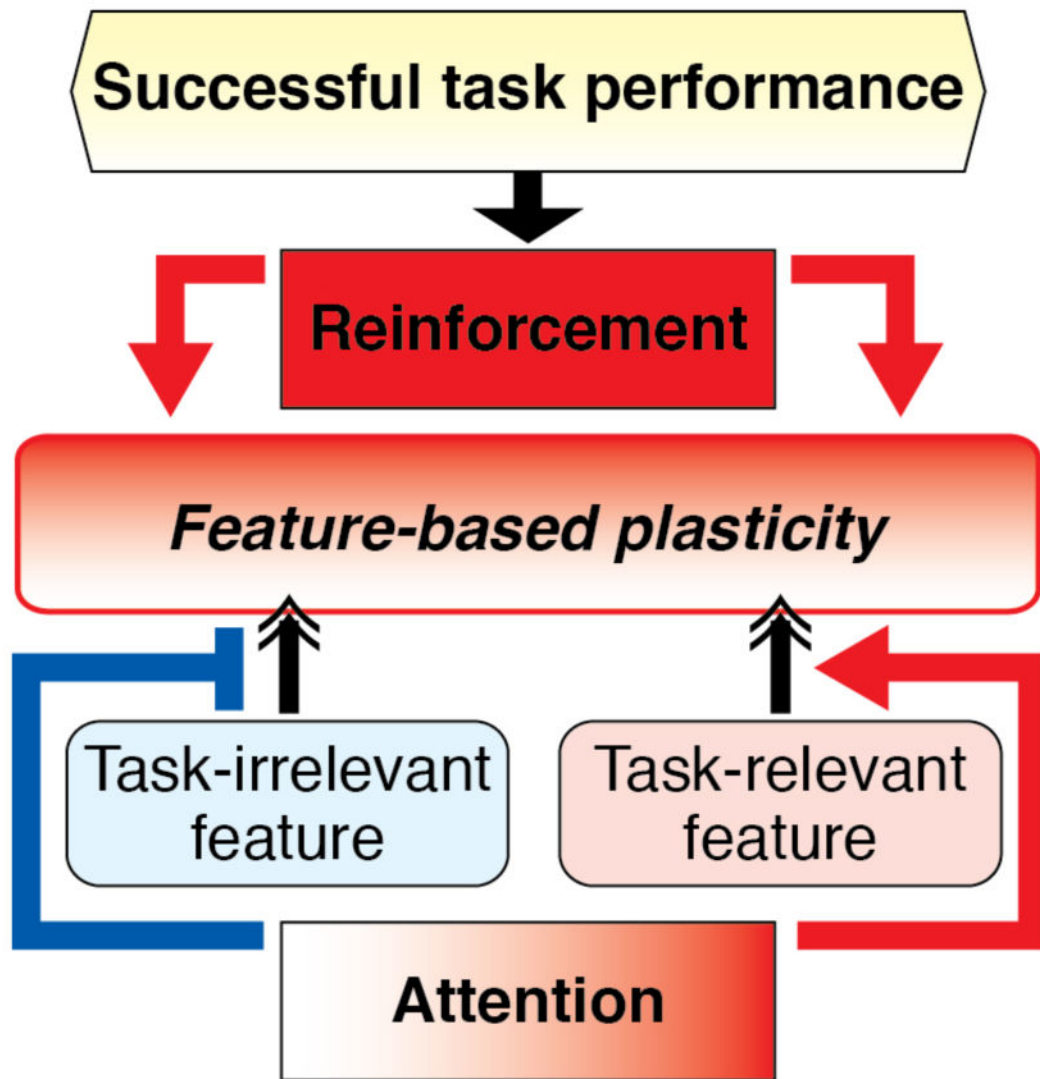 Successful task performance
Reinforcement
Feature-based plasticity
Task-irrelevant
feature
Task-relevant
feature
Attention